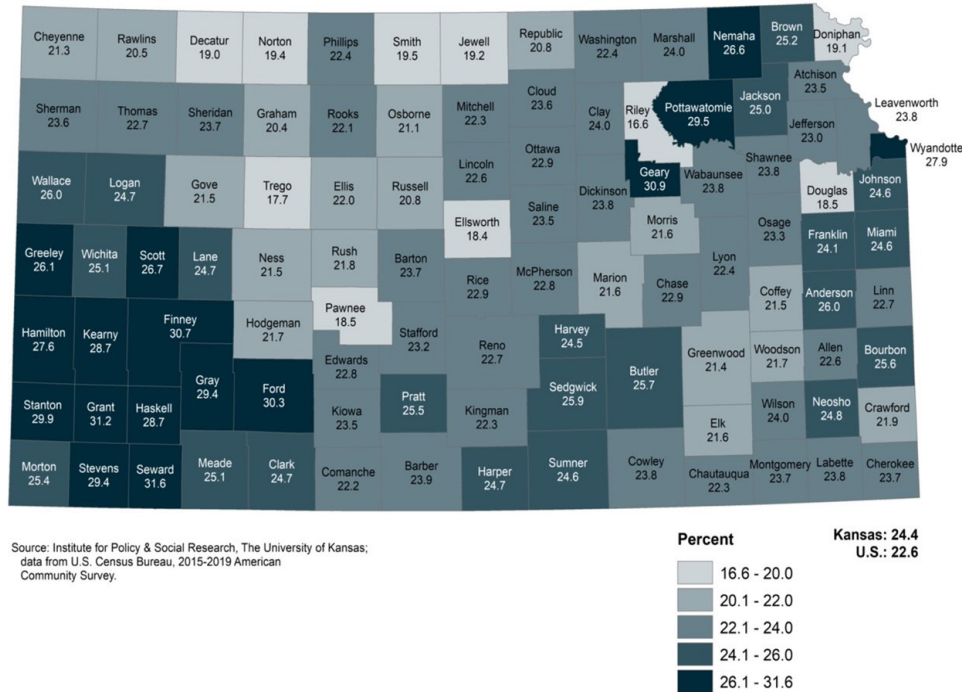 Cheyenne
21.3
Rawlins
20.5
Decatur
19.0
Norton
19.4
Phillips
22.4
Smith
19.5
Jewell
19.2
Republic
20.8
Washington
22.4
Marshall
24.0
Nemaha
26.6
Brown
25.2
Doniphan
19.1
Sherman
23.6
Thomas
22.7
Sheridan
23.7
Graham
20.4
Rooks
22.1
Osborne
21.1
Mitchell
22.3
Cloud
23.6
Clay
24.0
Riley
16.6
Pottawatomie
29.5
Jackson
25.0
Atchison
23.5
Jefferson
23.0
Leavenworth
23.8
Wyandotte
27.9
Wallace
26.0
Logan
24.7
Gove
21.5
Trego
17.7
Ellis
22.0
Russell
20.8
Lincoln
22.6
Ottawa
22.9
Saline
23.5
Dickinson
23.8
Geary
30.9
Wabaunsee
23.8
Shawnee
23.8
Douglas
18.5
Johnson
24.6
Ellsworth
18.4
Morris
21.6
Osage
23.3
Franklin
24.1
Miami
24.6
Greeley
26.1
Wichita
25.1
Scott
26.7
Lane
24.7
Ness
21.5
Rush
21.8
Barton
23.7
Rice
22.9
McPherson
22.8
Marion
21.6
Chase
22.9
Lyon
22.4
Coffey
21.5
Anderson
26.0
Linn
22.7
Hamilton
27.6
Kearny
28.7
Finney
30.7
Hodgeman
21.7
Pawnee
18.5
Edwards
22.8
Stafford
23.2
Reno
22.7
Harvey
24.5
Sedgwick
25.9
Butler
25.7
Greenwood
21.4
Woodson
21.7
Allen
22.6
Bourbon
25.6
Stanton
29.9
Grant
31.2
Haskell
28.7
Gray
29.4
Ford
30.3
Kiowa
23.5
Pratt
25.5
Kingman
22.3
Elk
21.6
Wilson
24.0
Neosho
24.8
Crawford
21.9
Morton
25.4
Stevens
29.4
Seward
31.6
Meade
25.1
Clark
24.7
Comanche
22.2
Barber
23.9
Harper
24.7
Sumner
24.6
Cowley
23.8
Chautauqua
22.3
Montgomery
23.7
Labette
23.8
Cherokee
23.7
Source: Institute for Policy & Social Research, The University of Kansas;
data from U.S. Census Bureau, 2015-2019 American
Community Survey.
Percent
Kansas: 24.4
U.S.: 22.6
16.6 - 20.0
20.1 - 22.0
22.1 - 24.0
24.1 - 26.0
26.1 - 31.6